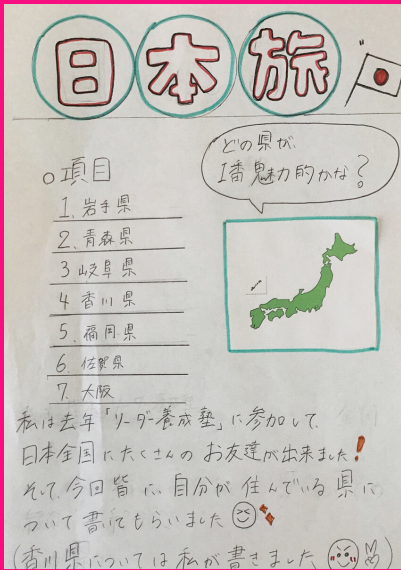 日本旅
どの県が、
1番魅力的かな？
○項目
1、岩手県
2、青森県
3 岐阜県
4 香川県
5、福岡県
6、佐賀県
7、大阪
私は去年「リーダー養成塾」に参加して、
日本全国にたくさんの お友達が出来ました！
そして、今回皆に、自分が 住んでいる 県に
ついて 書いてもらいました
(香川県については 私が 書きました